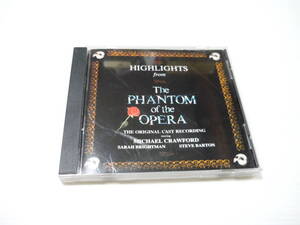 HIGHLIGHTS
from
The
PHANTOM
of the
OPERA
THE ORIGINAL CAST RECORDING
MICHAEL CRAWFORD
SARAH BRIGHTMAN STEVE BARTON